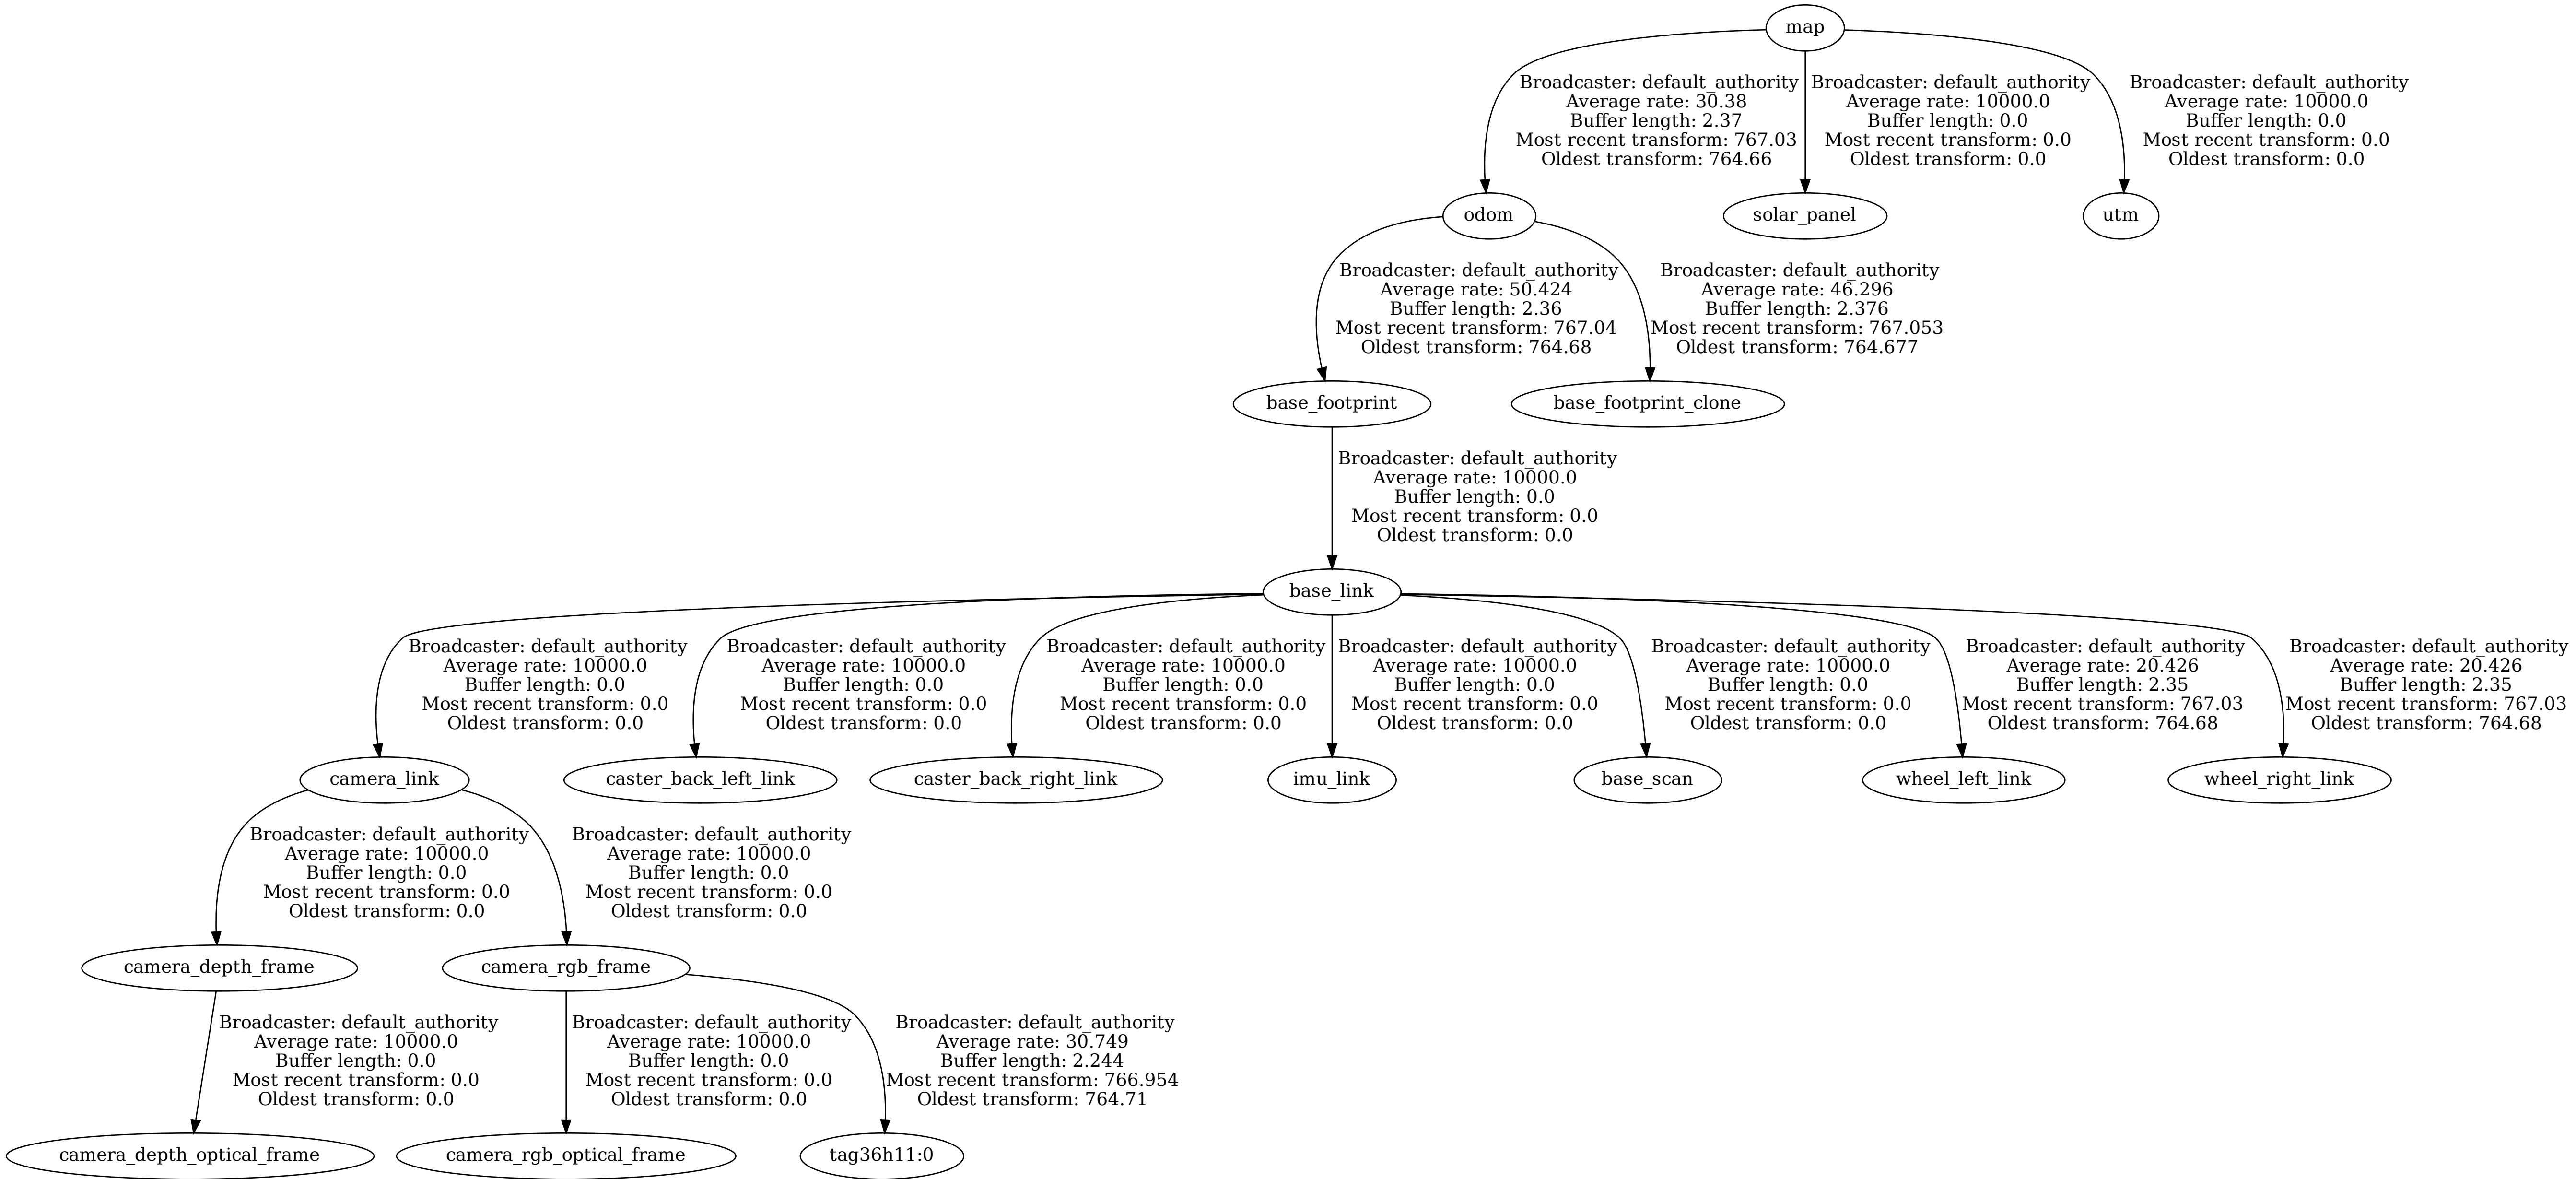 map
Broadcaster: default_authority
Average rate: 30.38
Buffer length: 2.37
Most recent transform: 767.03
Oldest transform: 764.66
Broadcaster: default_authority
Average rate: 10000.0
Buffer length: 0.0
Most recent transform: 0.0
Oldest transform: 0.0
Broadcaster: default_authority
Average rate: 10000.0
Buffer length: 0.0
Most recent transform: 0.0
Oldest transform: 0.0
odom
solar_panel
utm
Broadcaster: default_authority
Average rate: 50.424
Buffer length: 2.36
Most recent transform: 767.04
Oldest transform: 764.68
Broadcaster: default_authority
Average rate: 46.296
Buffer length: 2.376
Most recent transform: 767.053
Oldest transform: 764.677
base_footprint
base_footprint_clone
Broadcaster: default_authority
Average rate: 10000.0
Buffer length: 0.0
Most recent transform: 0.0
Oldest transform: 0.0
base_link
Broadcaster: default_authority
Average rate: 10000.0
Buffer length: 0.0
Most recent transform: 0.0
Oldest transform: 0.0
Broadcaster: default_authority
Average rate: 10000.0
Buffer length: 0.0
Most recent transform: 0.0
Oldest transform: 0.0
Broadcaster: default_authority
Average rate: 10000.0
Buffer length: 0.0
Most recent transform: 0.0
Oldest transform: 0.0
Broadcaster: default_authority
Average rate: 10000.0
Buffer length: 0.0
Most recent transform: 0.0
Oldest transform: 0.0
Broadcaster: default_authority
Average rate: 10000.0
Buffer length: 0.0
Most recent transform: 0.0
Oldest transform: 0.0
Broadcaster: default_authority
Average rate: 20.426
Buffer length: 2.35
Most recent transform: 767.03
Oldest transform: 764.68
Broadcaster: default_authority
Average rate: 20.426
Buffer length: 2.35
Most recent transform: 767.03
Oldest transform: 764.68
camera_link
caster_back_left_link
caster_back_right_link
imu_link
base_scan
wheel_left_link
wheel_right_link
Broadcaster: default_authority
Average rate: 10000.0
Buffer length: 0.0
Most recent transform: 0.0
Oldest transform: 0.0
Broadcaster: default_authority
Average rate: 10000.0
Buffer length: 0.0
Most recent transform: 0.0
Oldest transform: 0.0
camera_depth_frame
camera_rgb_frame
Broadcaster: default_authority
Average rate: 10000.0
Buffer length: 0.0
Most recent transform: 0.0
Oldest transform: 0.0
Broadcaster: default_authority
Average rate: 10000.0
Buffer length: 0.0
Most recent transform: 0.0
Oldest transform: 0.0
Broadcaster: default_authority
Average rate: 30.749
Buffer length: 2.244
Most recent transform: 766.954
Oldest transform: 764.71
camera_depth_optical_frame
camera_rgb_optical_frame
tag36h11:0